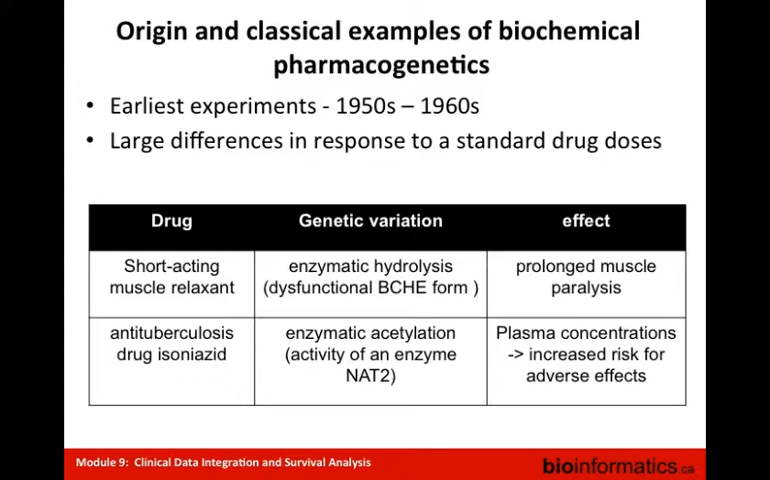 Origin and classical examples of biochemical
pharmacogenetics
• Earliest experiments - 1950s – 1960s
• Large differences in response to a standard drug doses
Drug
Genetic variation
effect
Short-acting
muscle relaxant
enzymatic hydrolysis
(dysfunctional BCHE form )
prolonged muscle
paralysis
antituberculosis
drug isoniazid
enzymatic acetylation
(activity of an enzyme
NAT2)
Plasma concentrations
-> increased risk for
adverse effects
Module 9: Clinical Data Integration and Survival Analysis
bioinformatics.ca